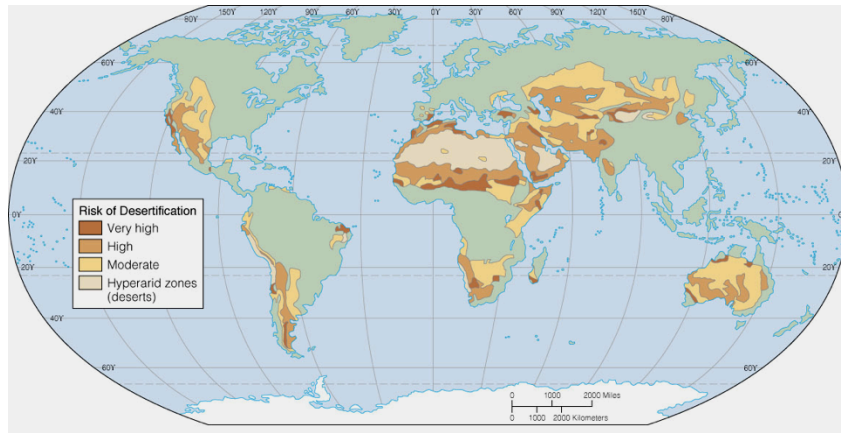 150Y 120Y 90Y 60Y 30Y 0Y 30Y 60Y 90Y 120Y 150Y
80Y 80Y
60Y 60Y
40Y 40Y
20Y 20Y
Risk of Desertification
0Y 0Y
Very high
High
Moderate
Hyperarid zones
(deserts)
20Y 20Y
40Y 40Y
60Y 60Y
0 1000 2000 Miles
0 1000 2000 Kilometers